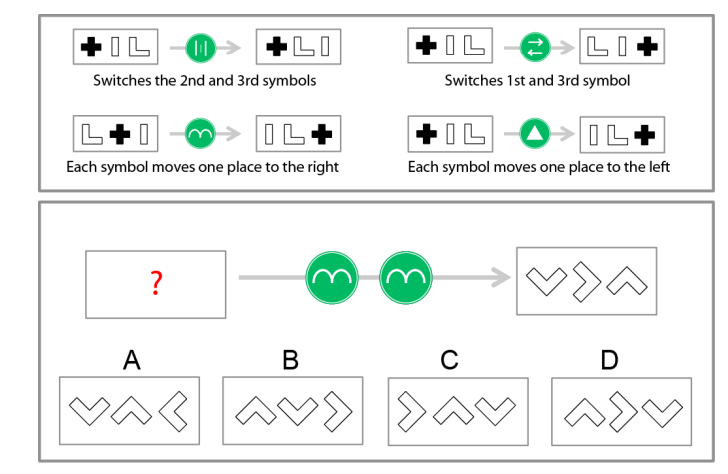 Switches the 2nd and 3rd symbols
Switches 1st and 3rd symbol
Each symbol moves one place to the right
Each symbol moves one place to the left
?
A B C D